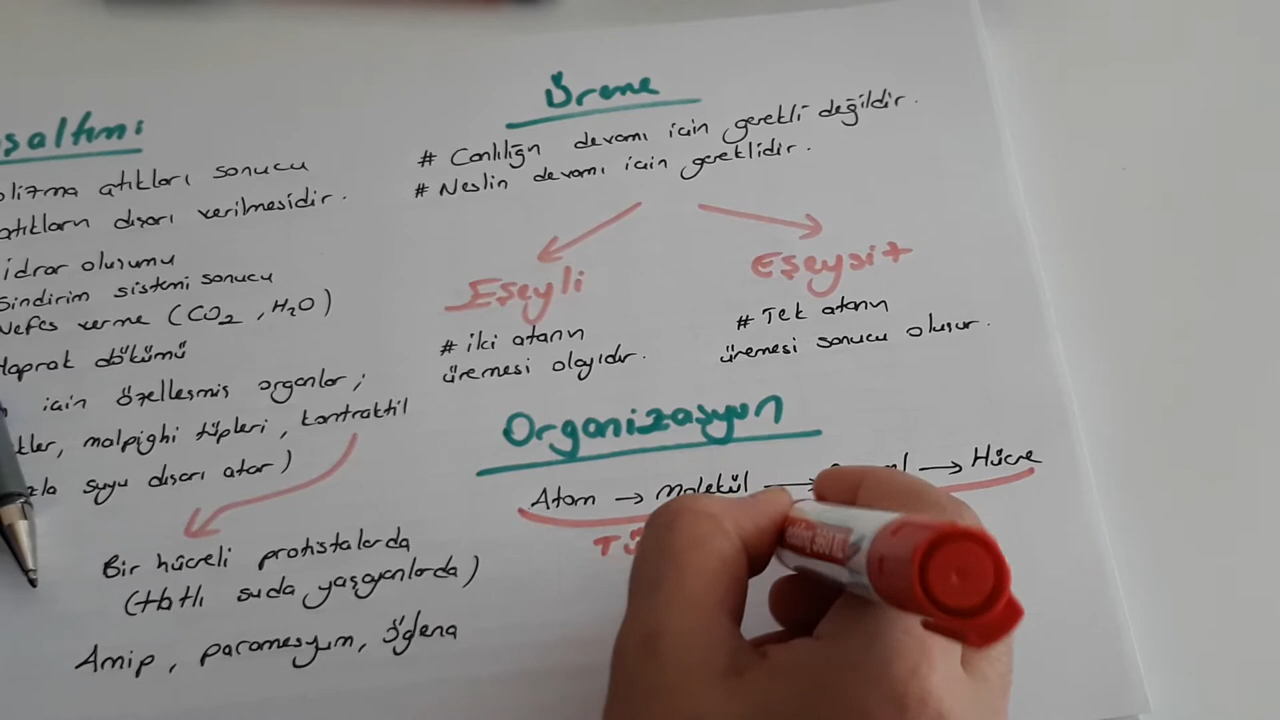 şaltımı
olizma atıkları sonucu
atıkların dışarı verilmesidir.
idrar oluşumu
Sindirim sistemi sonucu
Nefes verme (CO2, H2O)
Yaprak dökümü
için özelleşmiş organlar;
malpighi tüpleri, kontraktil
suyu dışarı atar)
Bir hücreli protistalarda
(tatlı suda yaşayanlarda)
Amip, paramesyum, öglena
Üreme
# Canlılığın devamı için gerekli değildir.
# Neslin devamı için gereklidir.
Eşeyli
# iki atanın
üremesi olayıdır.
Eşeysiz
# Tek atanın
üremesi sonucu oluşur.
Organizasyon
Atom → Molekül → → Hücre